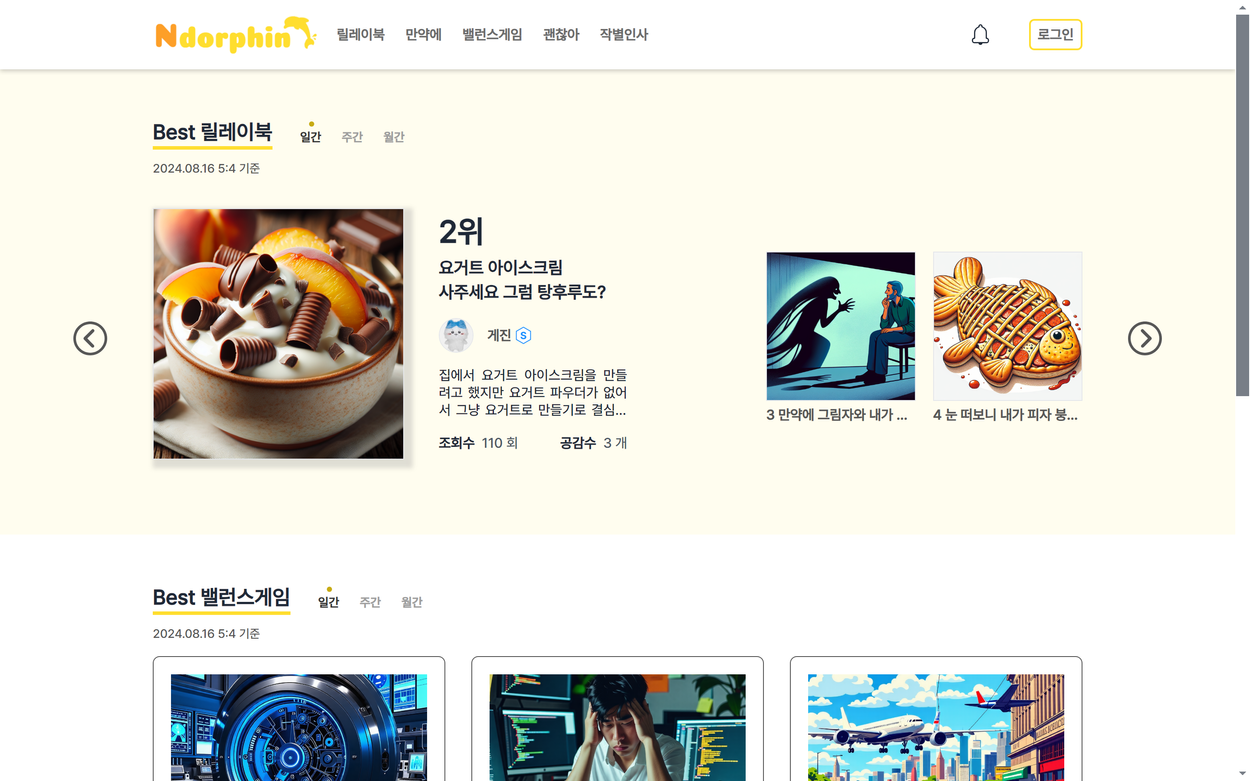 Ndorphin
릴레이북 만약에 밸런스게임 괜찮아 작별인사
로그인
Best 릴레이북
일간 주간 월간
2024.08.16 5:4 기준
2위
요거트 아이스크림
사주세요 그럼 탕후루도?
게진 S
집에서 요거트 아이스크림을 만들
려고 했지만 요거트 파우더가 없어
서 그냥 요거트로 만들기로 결심...
조회수 110 회 공감수 3 개
3 만약에 그림자와 내가 ...
4 눈 떠보니 내가 피자 붕...
Best 밸런스게임
일간 주간 월간
2024.08.16 5:4 기준